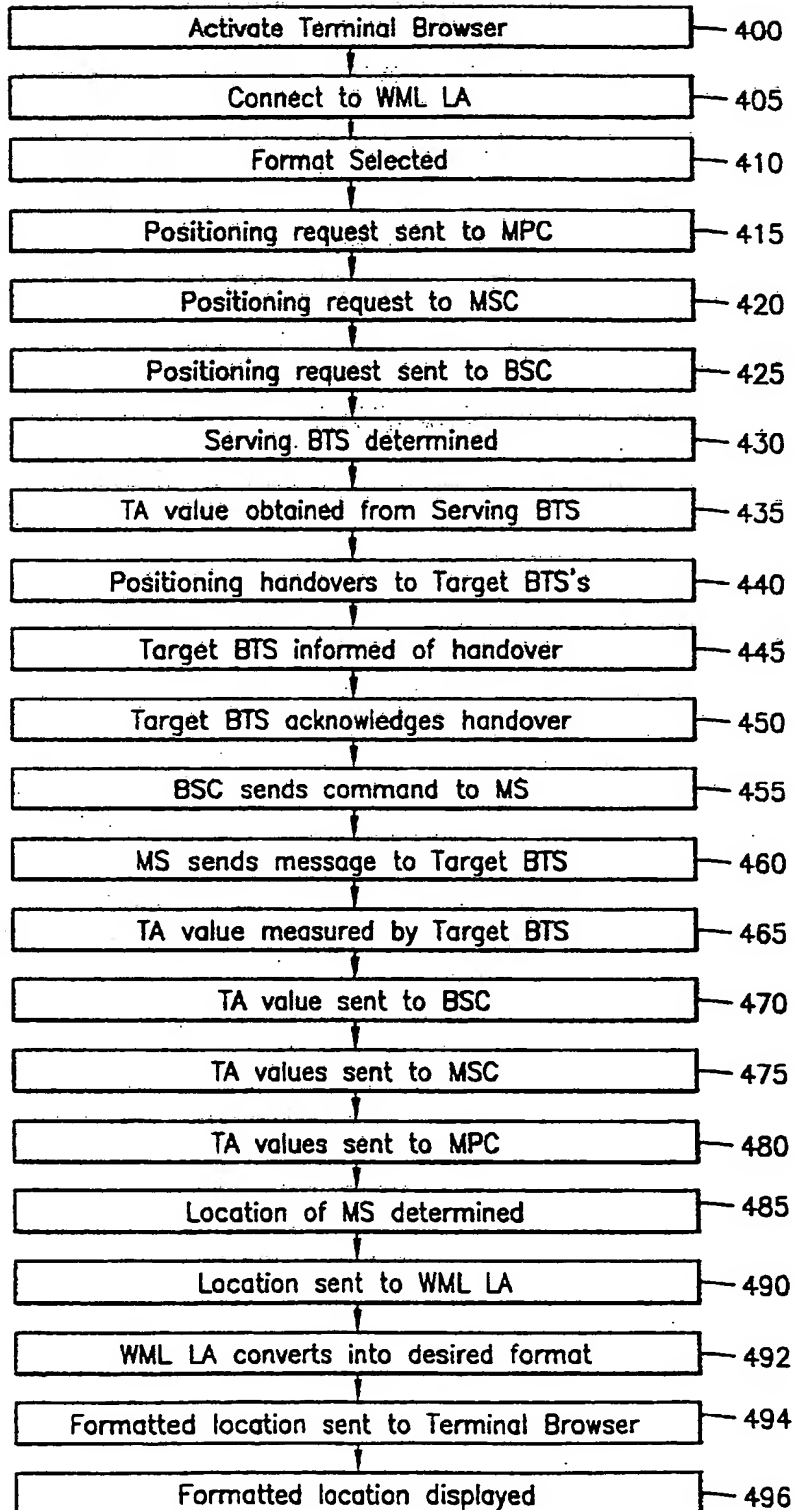 Activate Terminal Browser 400
Connect to WML LA 405
Format Selected 410
Positioning request sent to MPC 415
Positioning request to MSC 420
Positioning request sent to BSC 425
Serving BTS determined 430
TA value obtained from Serving BTS 435
Positioning handovers to Target BTS's 440
Target BTS informed of handover 445
Target BTS acknowledges handover 450
BSC sends command to MS 455
MS sends message to Target BTS 460
TA value measured by Target BTS 465
TA value sent to BSC 470
TA values sent to MSC 475
TA values sent to MPC 480
Location of MS determined 485
Location sent to WML LA 490
WML LA converts into desired format 492
Formatted location sent to Terminal Browser 494
Formatted location displayed 496